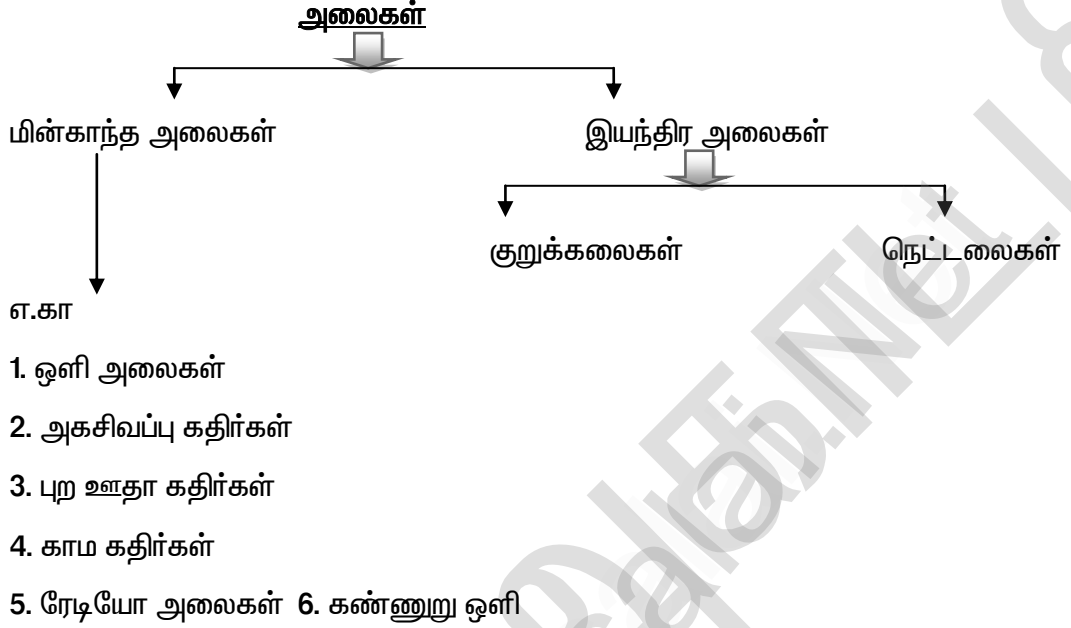 அலைகள்
மின்காந்த அலைகள் இயந்திர அலைகள்
குறுக்கலைகள் நெட்டலைகள்
எ.கா
1. ஒளி அலைகள்
2. அகசிவப்பு கதிர்கள்
3. புற ஊதா கதிர்கள்
4. காம கதிர்கள்
5. ரேடியோ அலைகள் 6. கண்ணுறு ஒளி